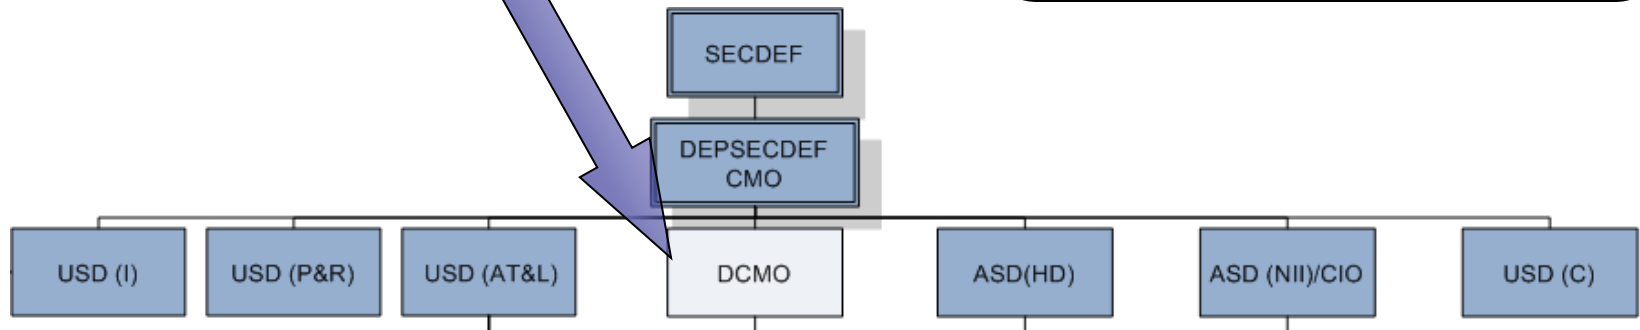 SECDEF
DEPSECDEF
CMO
USD (I)
USD (P&R)
USD (AT&L)
DCMO
ASD(HD)
ASD (NII)/CIO
USD (C)